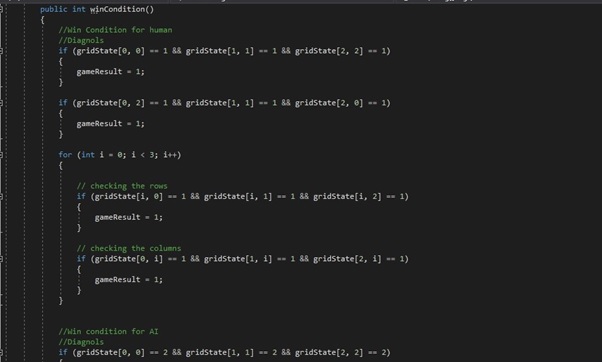 public int winCondition()
{
//Win Condition for human
//Diagnols
if (gridState[0, 0] == 1 && gridState[1, 1] == 1 && gridState[2, 2] == 1)
{
gameResult = 1;
}
if (gridState[0, 2] == 1 && gridState[1, 1] == 1 && gridState[2, 0] == 1)
{
gameResult = 1;
}
for (int i = 0; i < 3; i++)
{
// checking the rows
if (gridState[i, 0] == 1 && gridState[i, 1] == 1 && gridState[i, 2] == 1)
{
gameResult = 1;
}
// checking the columns
if (gridState[0, i] == 1 && gridState[1, i] == 1 && gridState[2, i] == 1)
{
gameResult = 1;
}
}
//Win condition for AI
//Diagnols
if (gridState[0, 0] == 2 && gridState[1, 1] == 2 && gridState[2, 2] == 2)